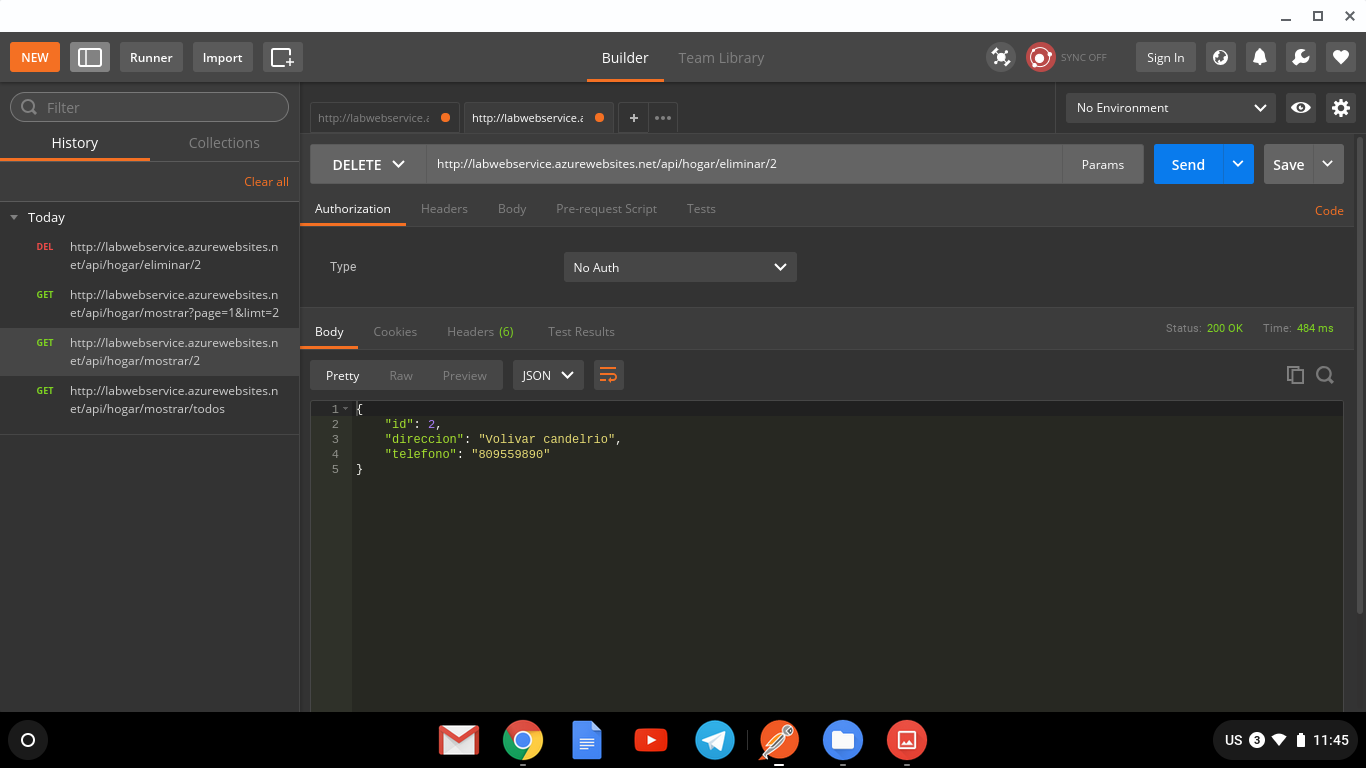 NEW
Runner
Import
Builder
Team Library
SYNC OFF
Sign In
Filter
History
Collections
Clear all
Today
DEL
http://labwebservice.azurewebsites.n
et/api/hogar/eliminar/2
GET
http://labwebservice.azurewebsites.n
et/api/hogar/mostrar?page=1&limt=2
GET
http://labwebservice.azurewebsites.n
et/api/hogar/mostrar/2
GET
http://labwebservice.azurewebsites.n
et/api/hogar/mostrar/todos
http://labwebservice.a
http://labwebservice.a
+
•••
No Environment
DELETE
http://labwebservice.azurewebsites.net/api/hogar/eliminar/2
Params
Send
Save
Authorization
Headers
Body
Pre-request Script
Tests
Code
Type
No Auth
Body
Cookies
Headers (6)
Test Results
Status: 200 OK
Time: 484 ms
Pretty
Raw
Preview
JSON
1 {
2 "id": 2,
3 "direccion": "Volivar candelrio",
4 "telefono": "809559890"
5 }
US 3 11:45